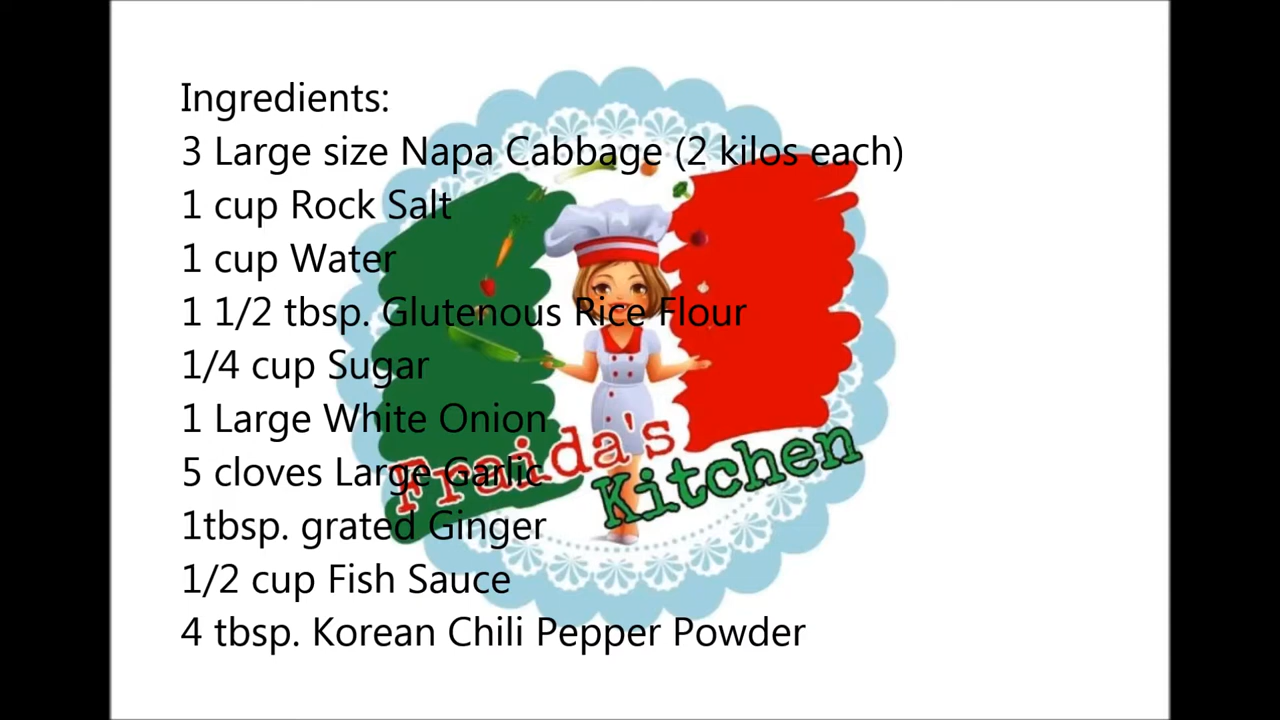 Ingredients:
3 Large size Napa Cabbage (2 kilos each)
1 cup Rock Salt
1 cup Water
1 1/2 tbsp. Glutenous Rice Flour
1/4 cup Sugar
1 Large White Onion
5 cloves Large Garlic
1tbsp. grated Ginger
1/2 cup Fish Sauce
4 tbsp. Korean Chili Pepper Powder
Fraida's
Kitchen